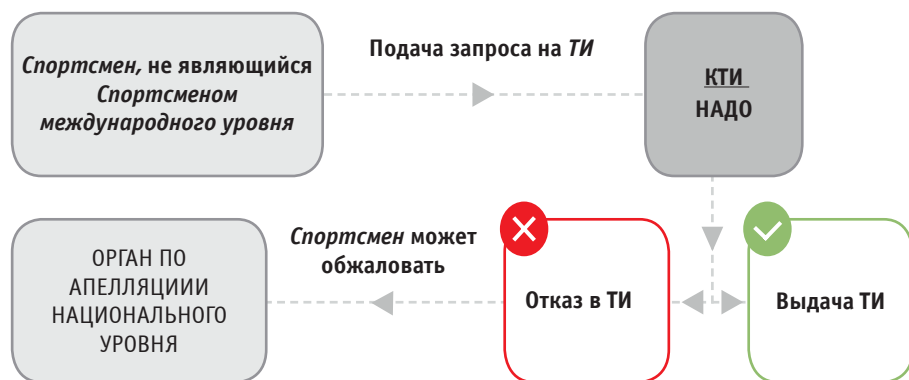 Спортсмен, не являющийся
Спортсменом
международного уровня
Подача запроса на ТИ
КТИ
НАДО
ОРГАН ПО
АПЕЛЛЯЦИИИ
НАЦИОНАЛЬНОГО
УРОВНЯ
Спортсмен может
обжаловать
Отказ в ТИ
Выдача ТИ